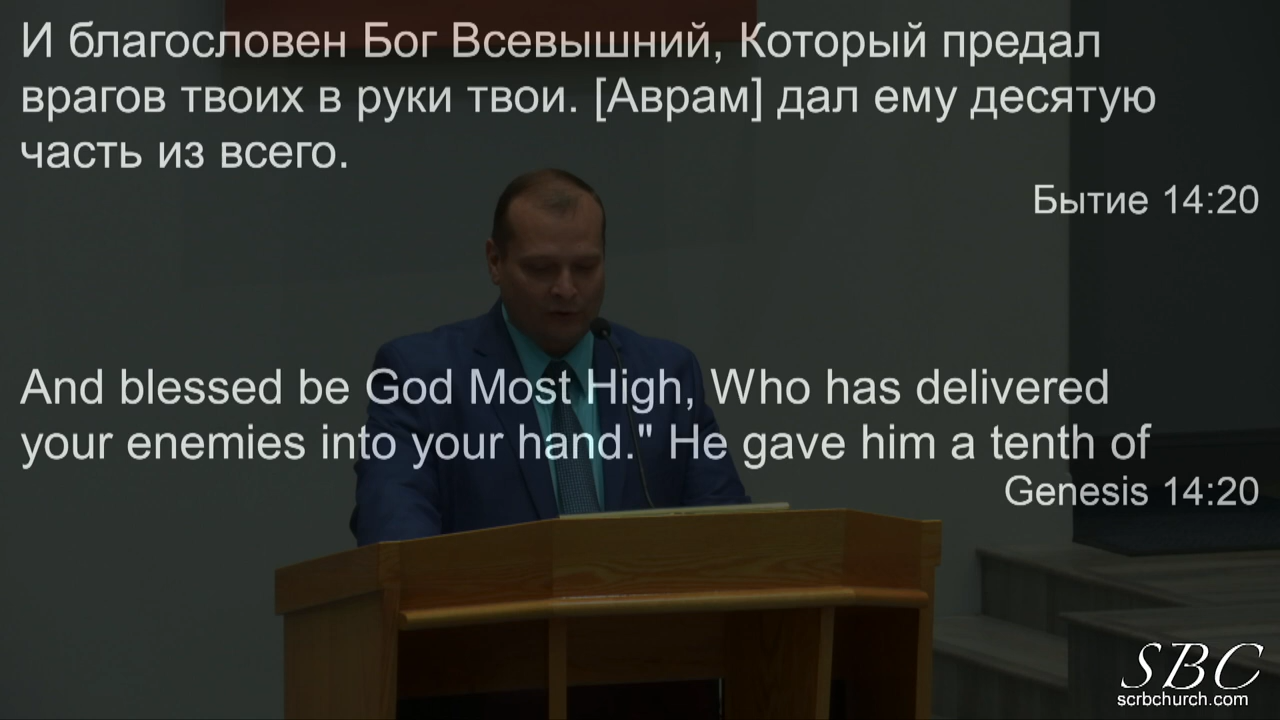 И благословен Бог Всевышний, Который предал
врагов твоих в руки твои. [Аврам] дал ему десятую
часть из всего.
Бытие 14:20
And blessed be God Most High, Who has delivered
your enemies into your hand." He gave him a tenth of
Genesis 14:20
SBC
scrbchurch.com